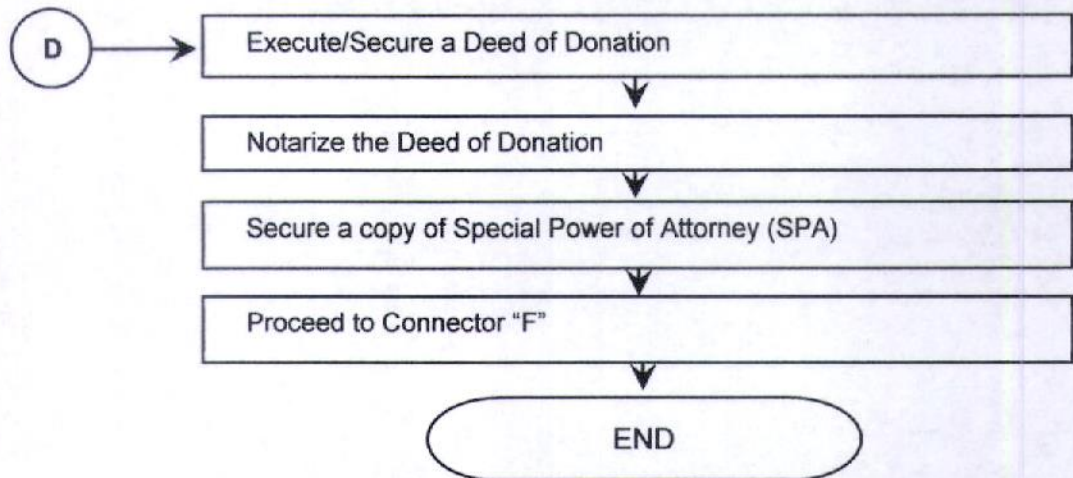 D
Execute/Secure a Deed of Donation
Notarize the Deed of Donation
Secure a copy of Special Power of Attorney (SPA)
Proceed to Connector “F”
END